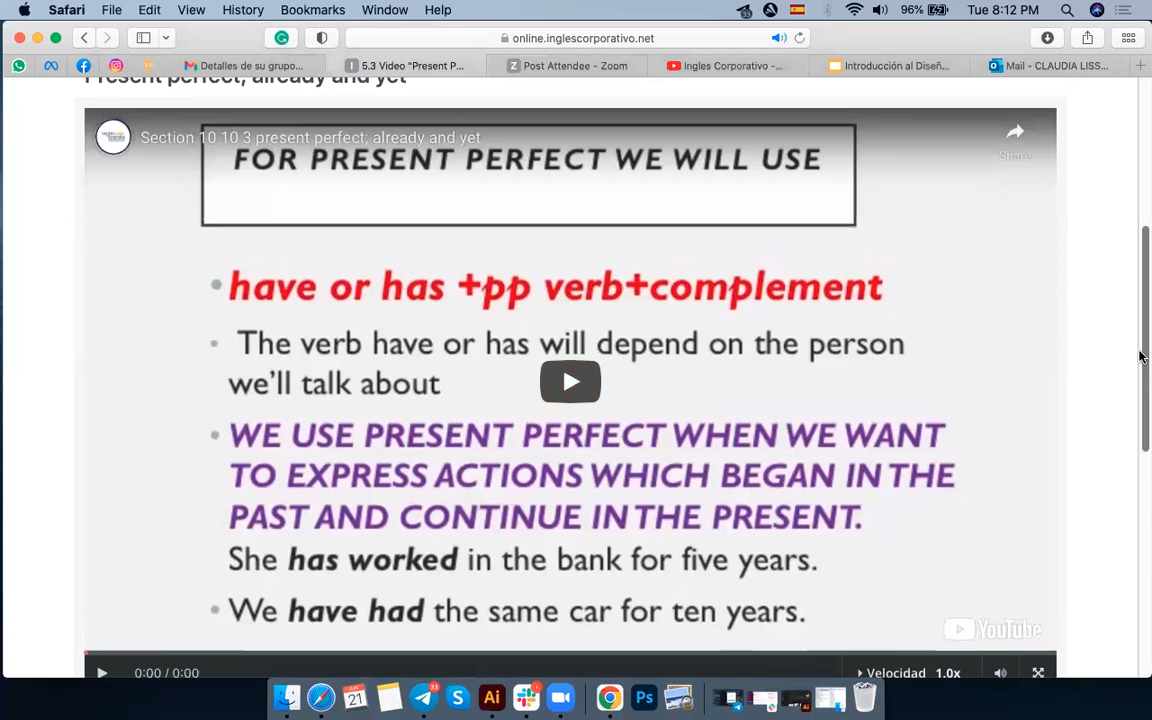 Safari File Edit View History Bookmarks Window Help 96% Tue 8:12 PM
online.inglescorporativo.net
Detalles de su grupo... 5.3 Video "Present P... Post Attendee - Zoom Ingles Corporativo -... Introducción al Diseñ... Mail - CLAUDIA LISS...
Present perfect, already and yet
Section 10 10 3 present perfect; already and yet
Share
FOR PRESENT PERFECT WE WILL USE
• have or has +pp verb+complement
• The verb have or has will depend on the person
we'll talk about
• WE USE PRESENT PERFECT WHEN WE WANT
TO EXPRESS ACTIONS WHICH BEGAN IN THE
PAST AND CONTINUE IN THE PRESENT.
She has worked in the bank for five years.
• We have had the same car for ten years.
YouTube
0:00 / 0:00 Velocidad 1.0x
21 Ai Ps